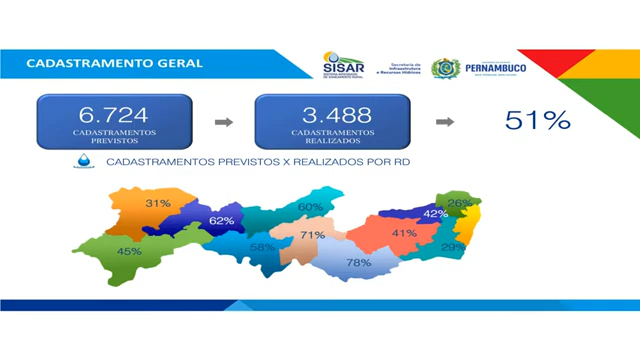 CADASTRAMENTO GERAL
SISAR
Secretaria de
Infraestrutura
e Recursos Hídricos
PERNAMBUCO
6.724
CADASTRAMENTOS
PREVISTOS
3.488
CADASTRAMENTOS
REALIZADOS
51%
CADASTRAMENTOS PREVISTOS X REALIZADOS POR RD
31%
62%
60%
26%
42%
45%
58%
71%
41%
29%
78%